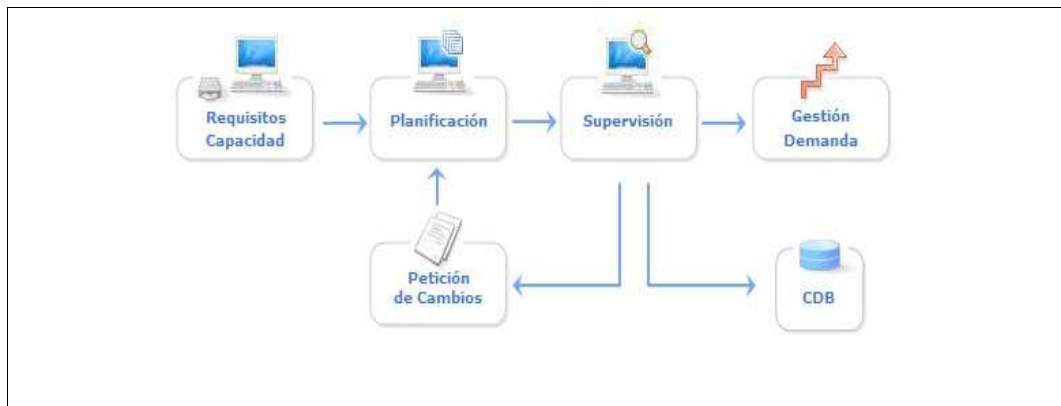 Requisitos
Capacidad
Planificación
Supervisión
Gestión
Demanda
Petición
de Cambios
CDB